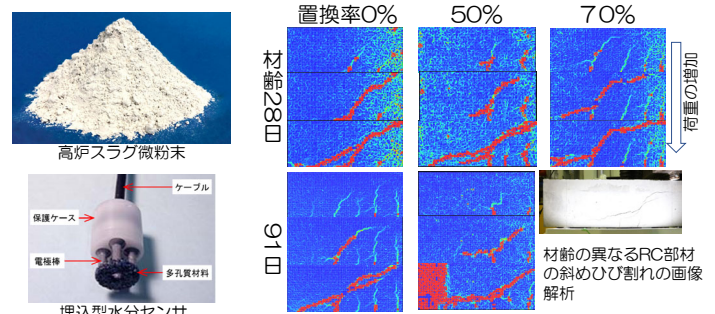 置換率0%
50%
70%
材齢28日
荷重の増加
高炉スラグ微粉末
ケーブル
保護ケース
電極棒
多孔質材料
埋込型水分センサ
91日
材齢の異なるRC部材
の斜めひび割れの画像
解析